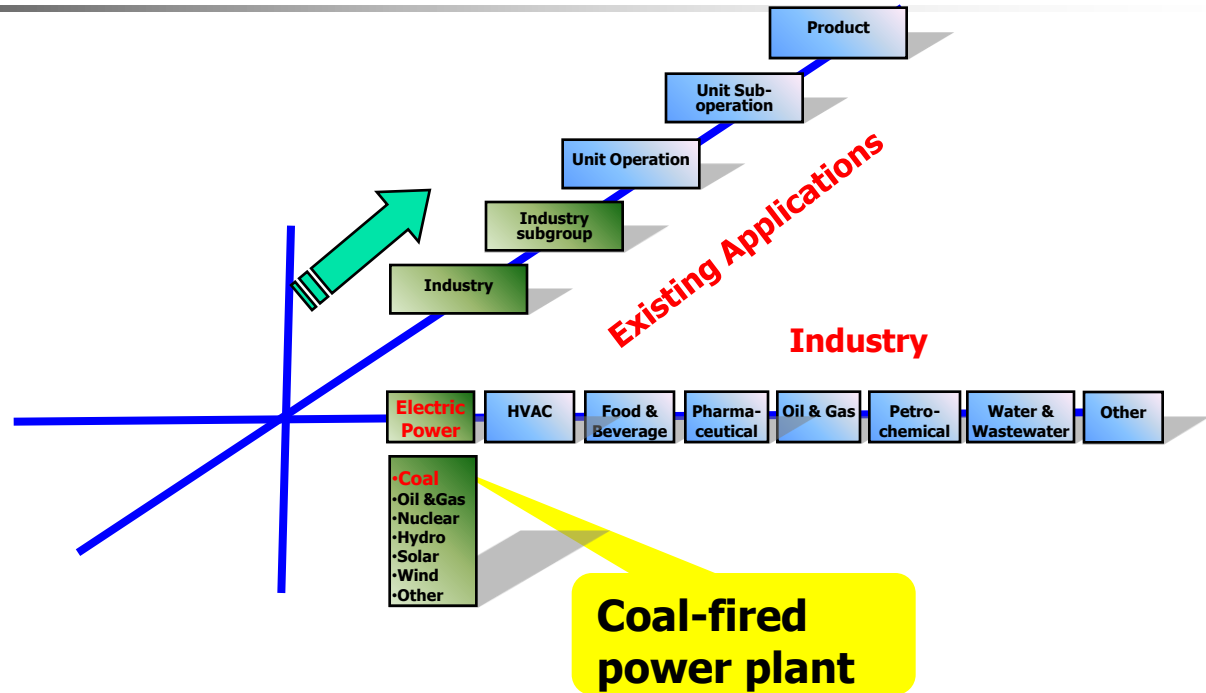 Product
Unit Sub-
operation
Unit Operation
Industry
subgroup
Industry
Existing Applications
Industry
Electric
Power
HVAC
Food &
Beverage
Pharma-
ceutical
Oil & Gas
Petro-
chemical
Water &
Wastewater
Other
•Coal
•Oil &Gas
•Nuclear
•Hydro
•Solar
•Wind
•Other
Coal-fired
power plant